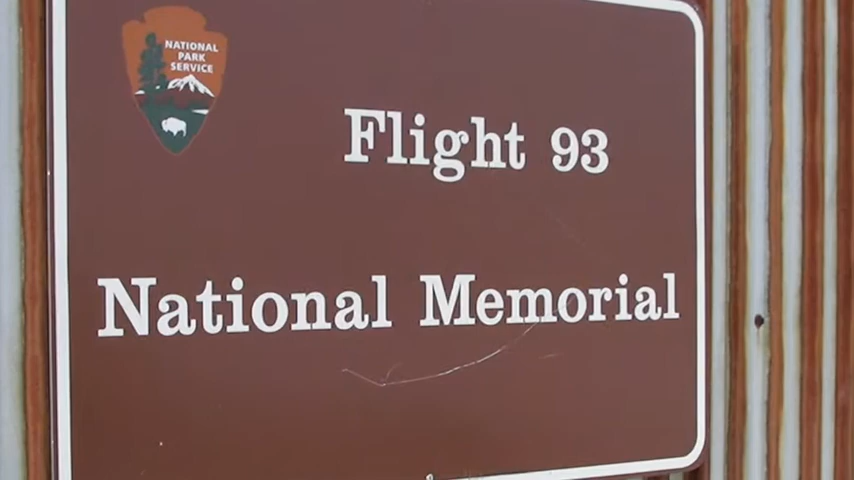 NATIONAL
PARK
SERVICE
Flight 93
National Memorial